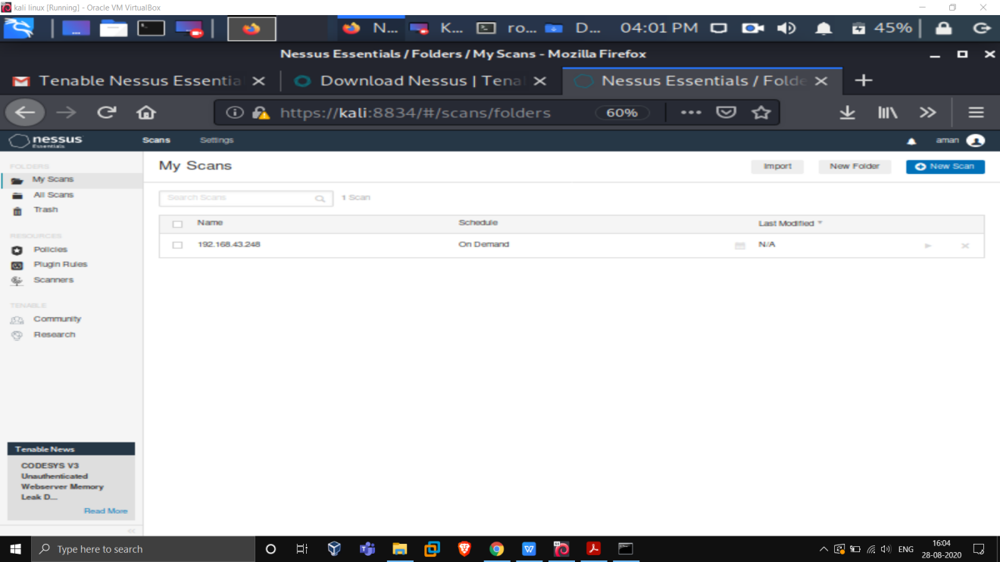 kali linux [Running] - Oracle VM VirtualBox
N... K... ro... D... 04:01 PM 45%
Nessus Essentials / Folders / My Scans - Mozilla Firefox
Tenable Nessus Essentia Download Nessus | Tena Nessus Essentials / Folde
https://kali:8834/#/scans/folders 60%
nessus Scans Settings aman
Essentials
FOLDERS
My Scans
All Scans
Trash
RESOURCES
Policies
Plugin Rules
Scanners
TENABLE
Community
Research
Tenable News
CODESYS V3
Unauthenticated
Webserver Memory
Leak D...
Read More
My Scans Import New Folder New Scan
Search Scans 1 Scan
Name Schedule Last Modified
192.168.43.248 On Demand N/A
Type here to search
ENG 16:04
28-08-2020